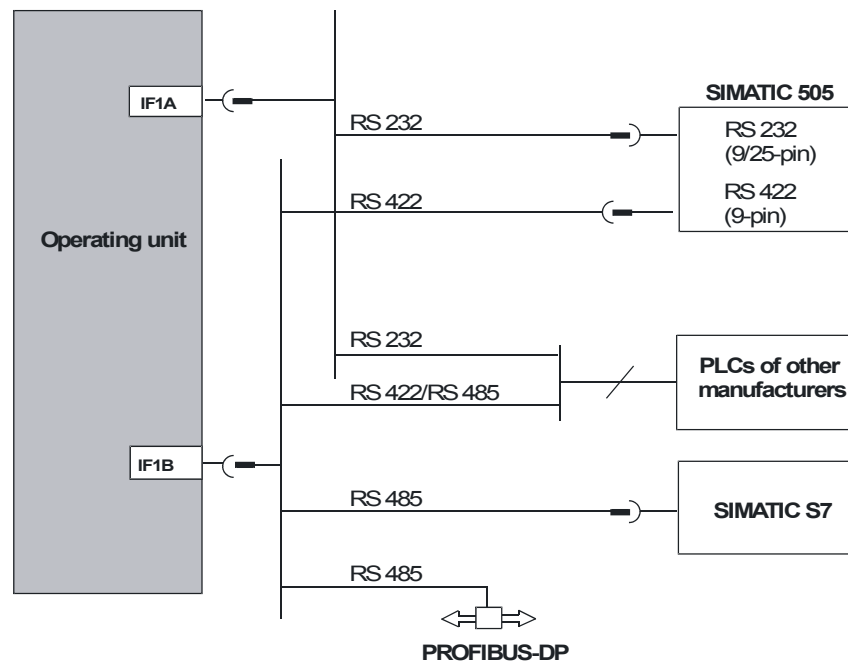 IF1A
SIMATIC 505
RS 232
RS 232
(9/25-pin)
RS 422
RS 422
(9-pin)
Operating unit
RS 232
PLCs of other
manufacturers
RS 422/RS 485
IF1B
RS 485
SIMATIC S7
RS 485
PROFIBUS-DP